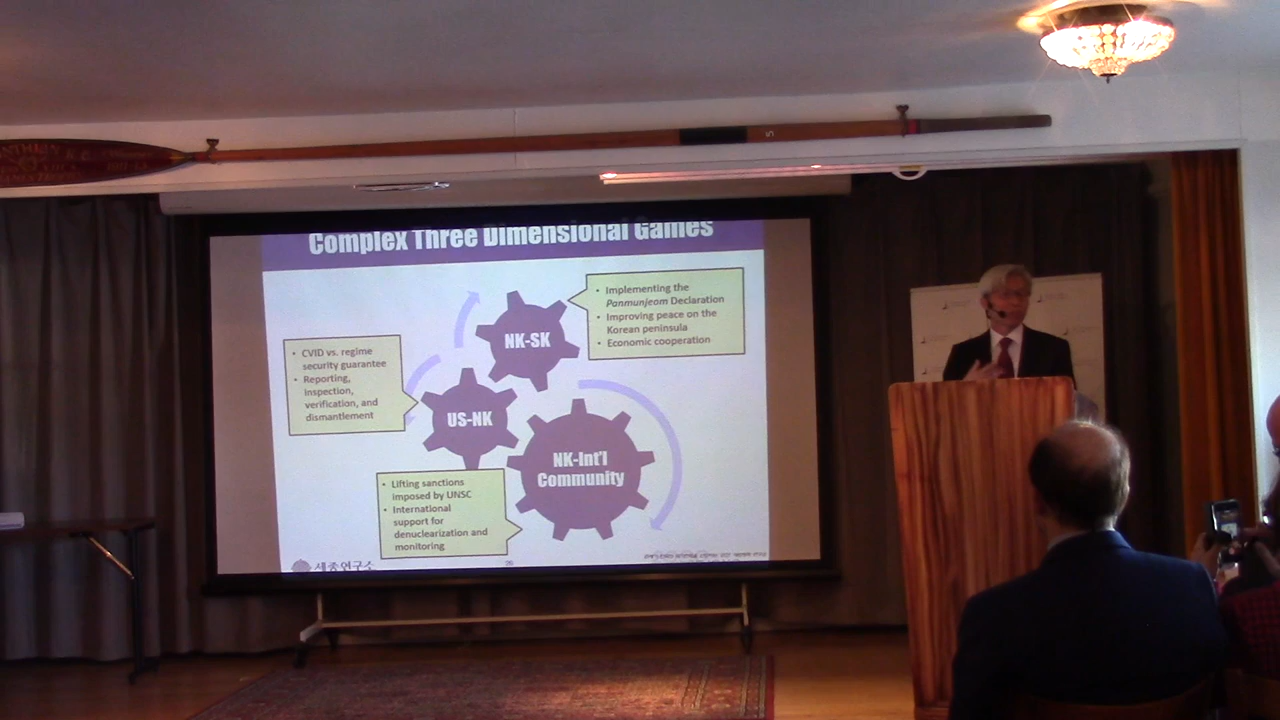 Complex Three Dimensional Games
• Implementing the
Panmunjeom Declaration
• Improving peace on the
Korean peninsula
• Economic cooperation
NK-SK
• CVID vs. regime
security guarantee
• Reporting,
inspection,
verification, and
dismantlement
US-NK
NK-Int'l
Community
• Lifting sanctions
imposed by UNSC
• International
support for
denuclearization and
monitoring
세종연구소
5